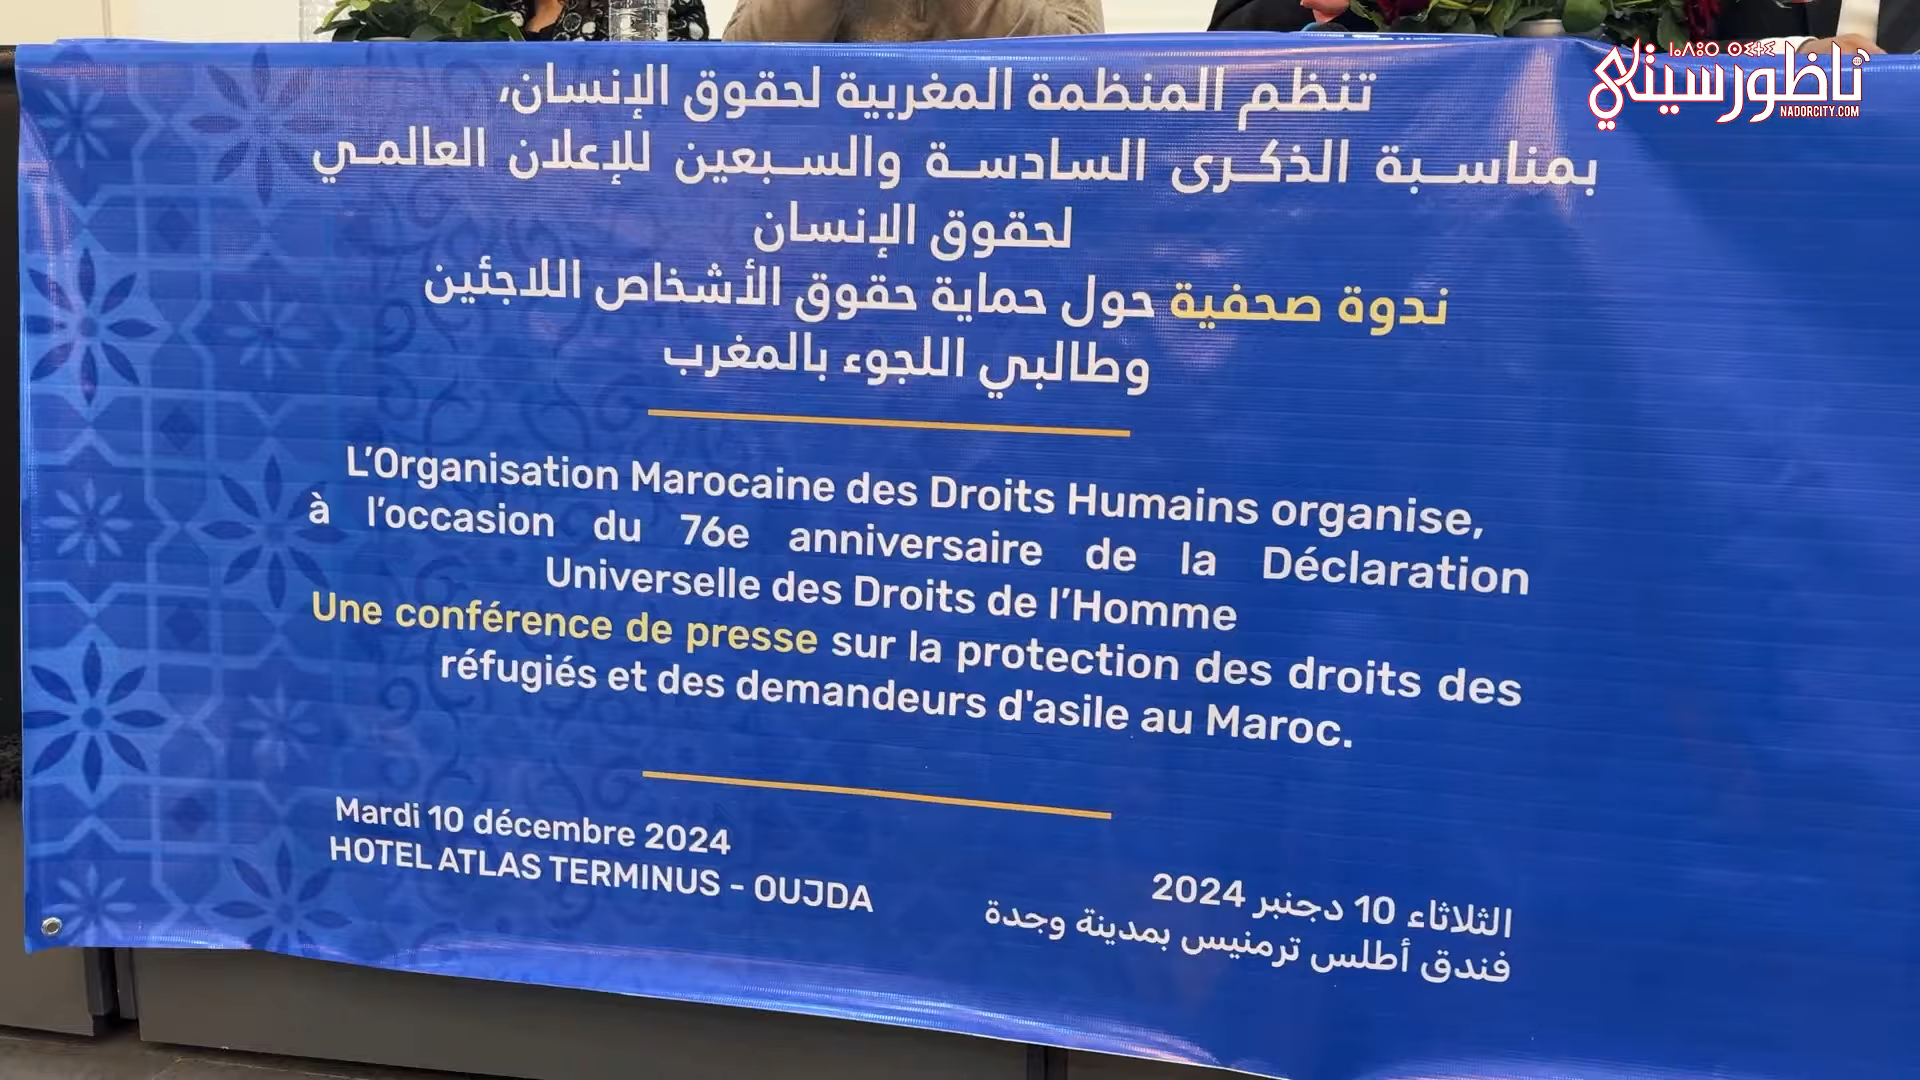 ⵏⴰⴷⵓⵔ ⵙⵉⵜⵉ
ناظورسيتي
NADORCITY.COM
تنظم المنظمة المغربية لحقوق الإنسان،
بمناسبة الذكرى السادسة والسبعين للإعلان العالمي
لحقوق الإنسان
ندوة صحفية حول حماية حقوق الأشخاص اللاجئين
وطالبي اللجوء بالمغرب
L’Organisation Marocaine des Droits Humains organise,
à l’occasion du 76e anniversaire de la Déclaration
Universelle des Droits de l’Homme
Une conférence de presse sur la protection des droits des
réfugiés et des demandeurs d'asile au Maroc.
Mardi 10 décembre 2024
HOTEL ATLAS TERMINUS - OUJDA
الثلاثاء 10 دجنبر 2024
فندق أطلس ترمنيس بمدينة وجدة